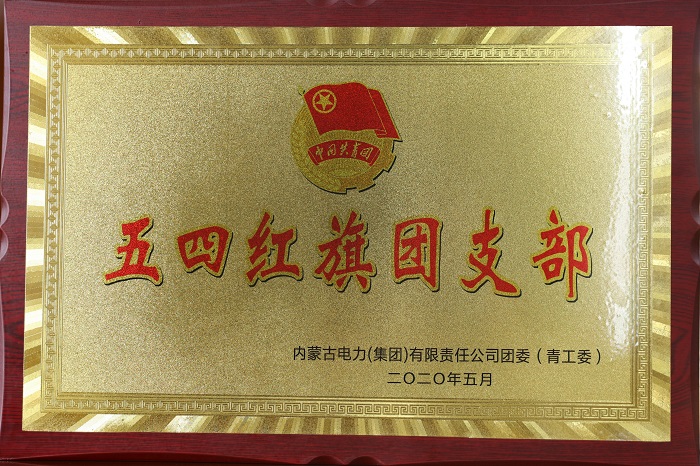 中国共青团
五四红旗团支部
内蒙古电力(集团)有限责任公司团委（青工委）
二〇二〇年五月